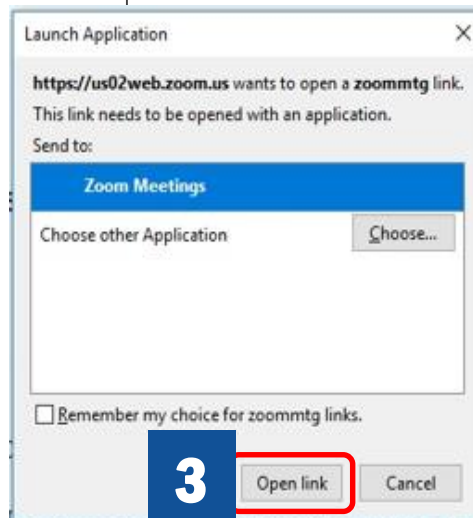 Launch Application
https://us02web.zoom.us wants to open a zoommtg link.
This link needs to be opened with an application.
Send to:
Zoom Meetings
Choose other Application Choose...
Remember my choice for zoommtg links.
3 Open link Cancel